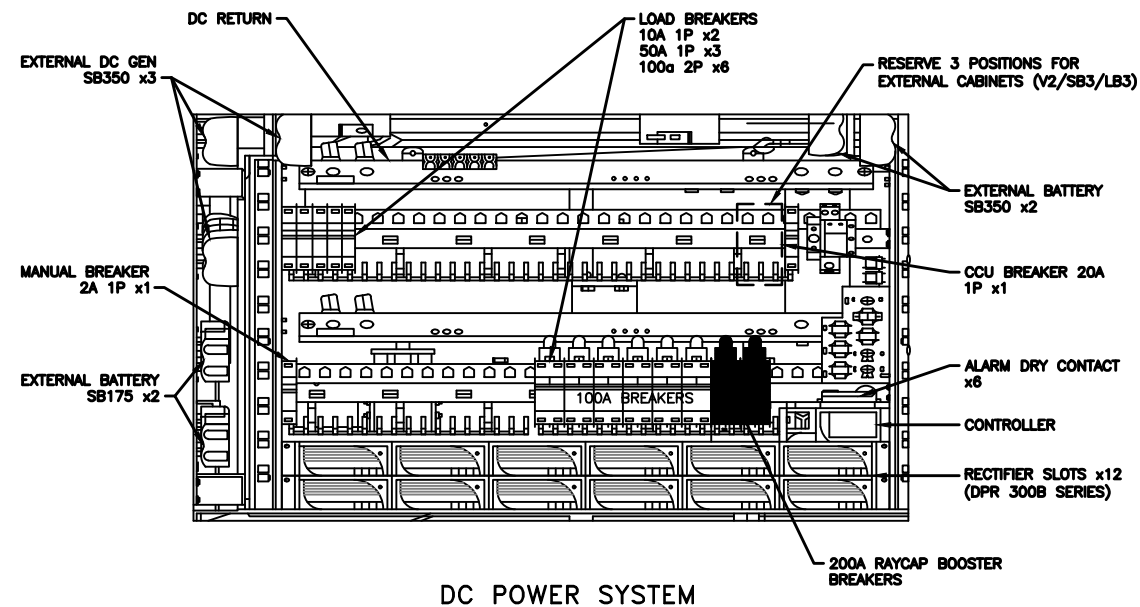 DC RETURN
LOAD BREAKERS
10A 1P x2
50A 1P x3
100a 2P x6
EXTERNAL DC GEN
SB350 x3
RESERVE 3 POSITIONS FOR
EXTERNAL CABINETS (V2/SB3/LB3)
EXTERNAL BATTERY
SB350 x2
MANUAL BREAKER
2A 1P x1
CCU BREAKER 20A
1P x1
EXTERNAL BATTERY
SB175 x2
100A BREAKERS
ALARM DRY CONTACT
x6
CONTROLLER
RECTIFIER SLOTS x12
(DPR 300B SERIES)
200A RAYCAP BOOSTER
BREAKERS
DC POWER SYSTEM